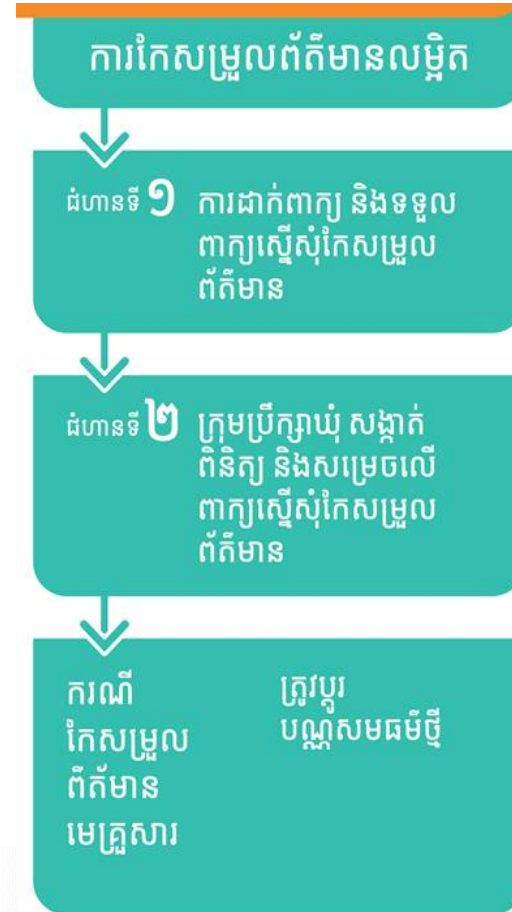 ការកែសម្រួលព័ត៌មានលម្អិត
ជំហានទី ១ ការដាក់ពាក្យ និងទទួល
ពាក្យស្នើសុំកែសម្រួល
ព័ត៌មាន
ជំហានទី ២ ក្រុមប្រឹក្សាឃុំ សង្កាត់
ពិនិត្យ និងសម្រេចលើ
ពាក្យស្នើសុំកែសម្រួល
ព័ត៌មាន
ករណី
កែសម្រួល
ពីត័មាន
មេគ្រួសារ
ត្រូវប្តូរ
បណ្ណសមធម៌ថ្មី